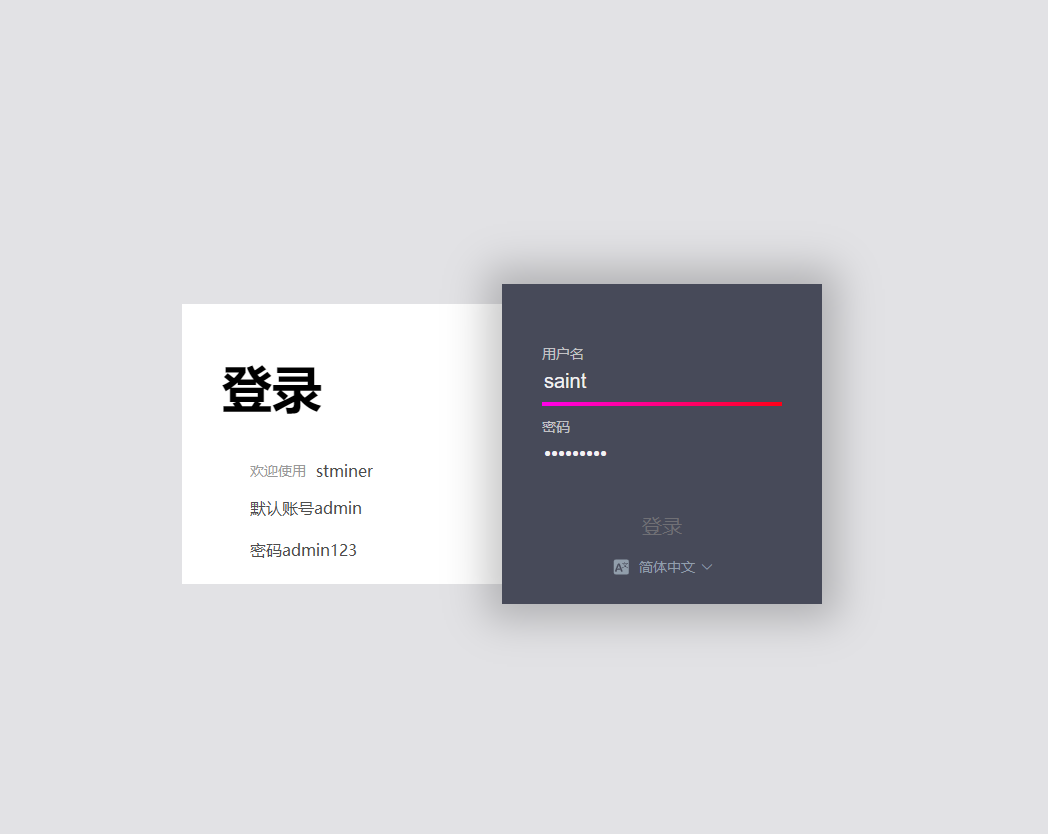 登录
欢迎使用 stminer
默认账号admin
密码admin123
用户名
saint
密码
•••••••••
登录
简体中文